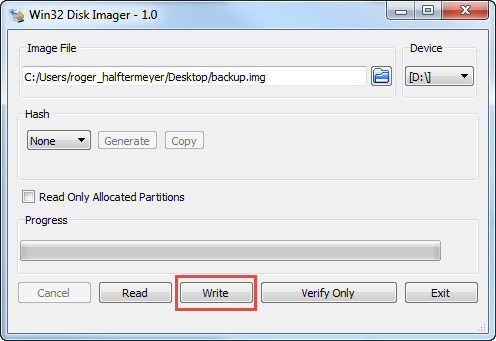 Win32 Disk Imager - 1.0
Image File
Device
C:/Users/roger_halftermeyer/Desktop/backup.img
[D:\]
Hash
None Generate Copy
Read Only Allocated Partitions
Progress
Cancel Read Write Verify Only Exit